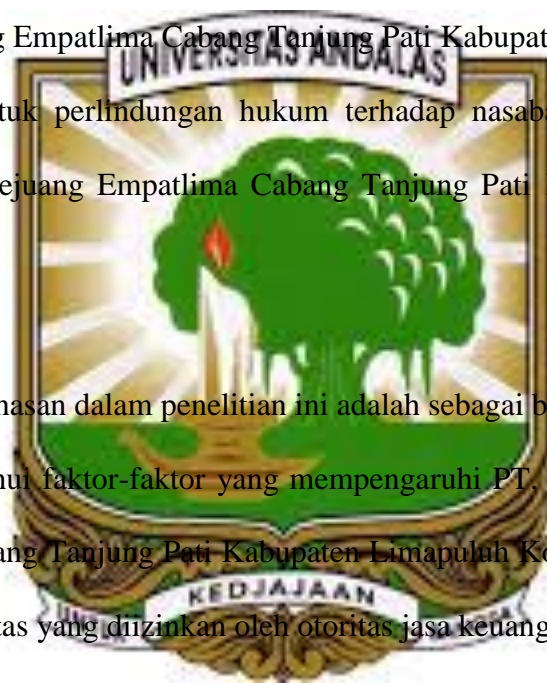 g Empatlima Cabang Tanjung Pati Kabupat
UNIVERSITAS ANDALAS
tuk perlindungan hukum terhadap nasaba
ejuang Empatlima Cabang Tanjung Pati
hasan dalam penelitian ini adalah sebagai b
hui faktor-faktor yang mempengaruhi PT,
ang Tanjung Pati Kabupaten Limapuluh Ko
KEDJAJAAN
tas yang diizinkan oleh otoritas jasa keuang